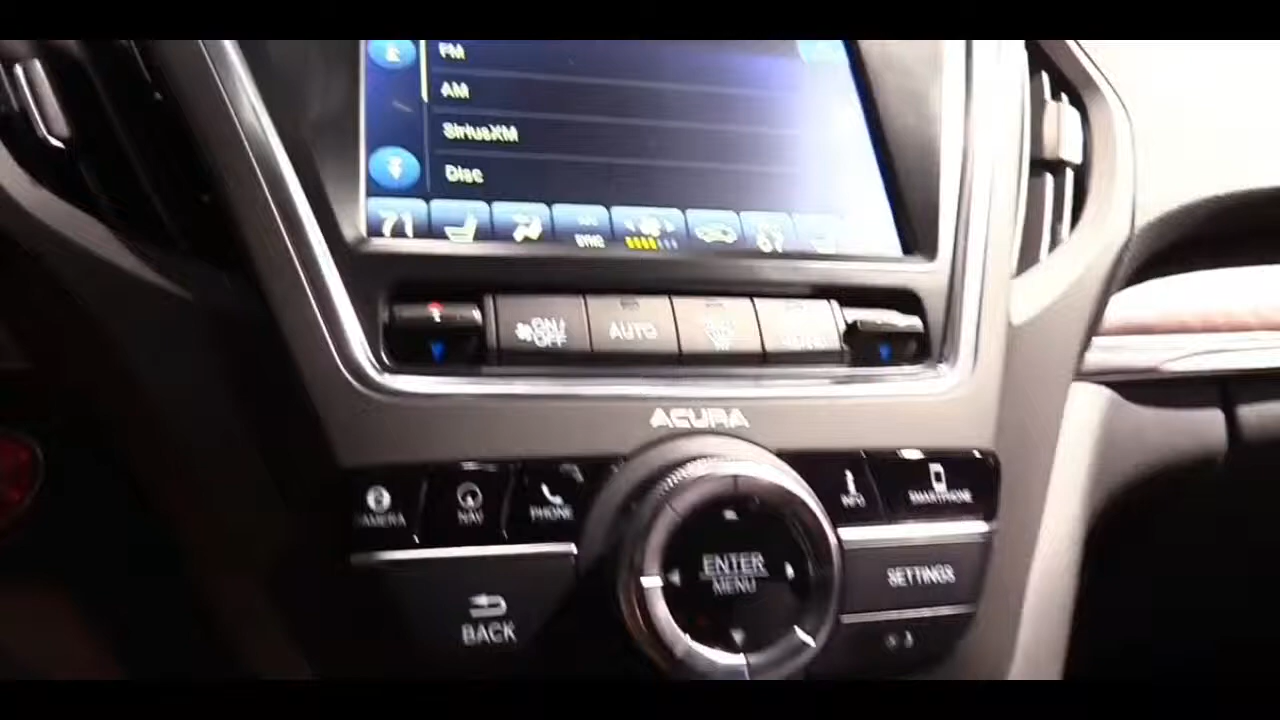 FM
AM
SiriusXM
Disc
71
SYNC
67
ON/
OFF
AUTO
ACURA
CAMERA
NAV
PHONE
INFO
SMARTPHONE
ENTER
MENU
SETTINGS
BACK